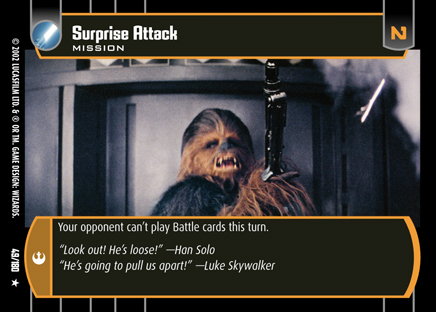 Surprise Attack
MISSION
N
Your opponent can't play Battle cards this turn.
"Look out! He's loose!" —Han Solo
"He's going to pull us apart!" —Luke Skywalker
© 2002 LUCASFILM LTD. & ® OR TM. GAME DESIGN: WIZARDS.
49/180 ★